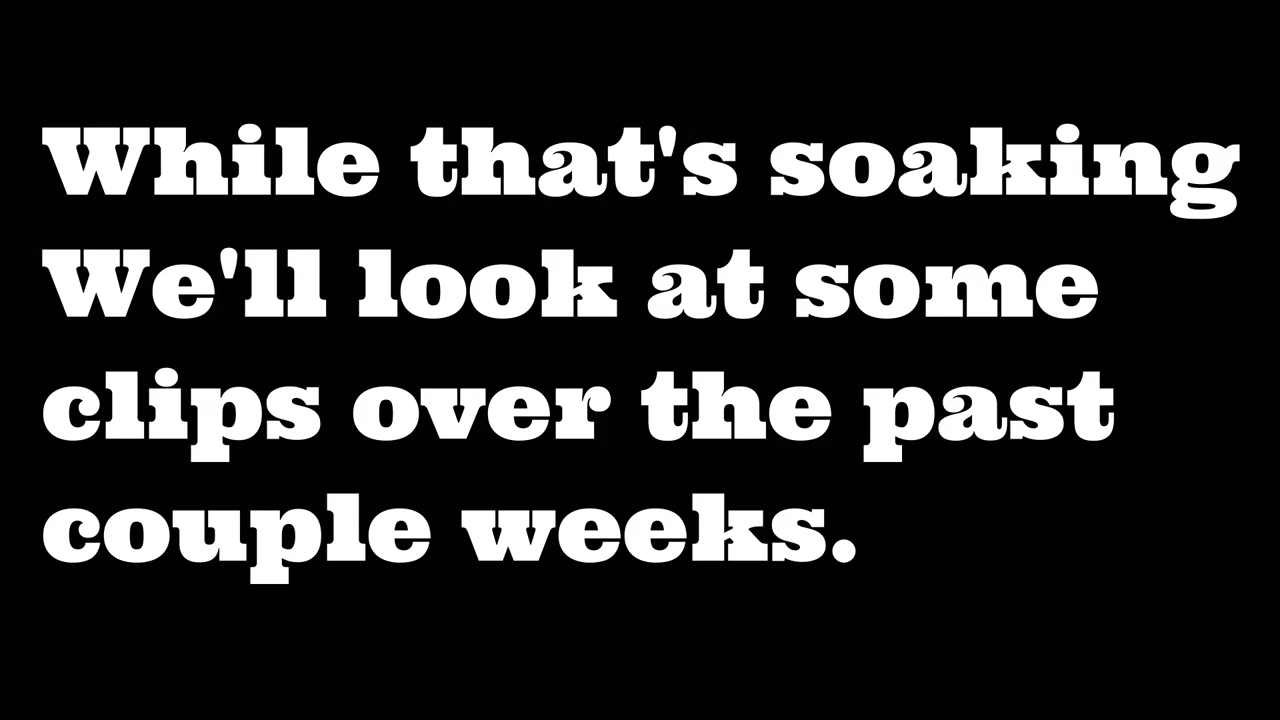 While that's soaking
We'll look at some
clips over the past
couple weeks.